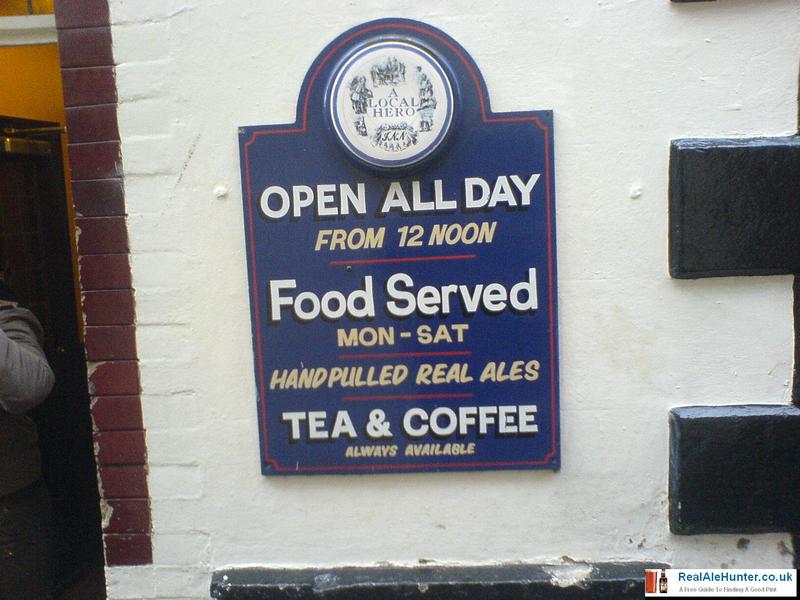 A
LOCAL
HERO
INN
OPEN ALL DAY
FROM 12 NOON
Food Served
MON - SAT
HANDPULLED REAL ALES
TEA & COFFEE
ALWAYS AVAILABLE
RealAleHunter.co.uk
A Free Guide To Finding A Good Pint